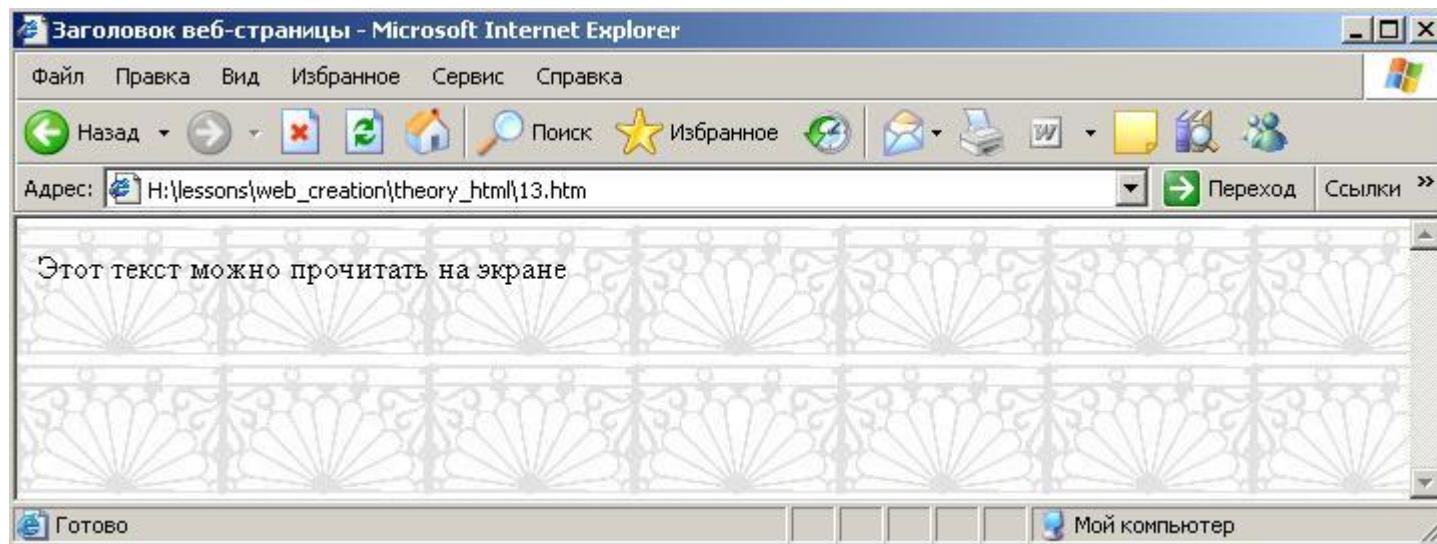 Заголовок веб-страницы - Microsoft Internet Explorer
Файл Правка Вид Избранное Сервис Справка
Назад Поиск Избранное
Адрес: H:\lessons\web_creation\theory_html\13.htm Переход Ссылки »
Этот текст можно прочитать на экране
Готово Мой компьютер